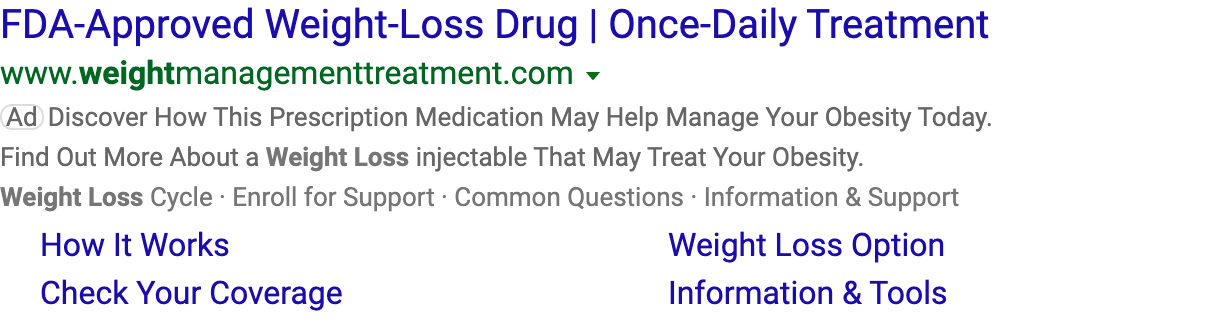 FDA-Approved Weight-Loss Drug | Once-Daily Treatment
www.weightmanagementtreatment.com
Ad Discover How This Prescription Medication May Help Manage Your Obesity Today.
Find Out More About a Weight Loss injectable That May Treat Your Obesity.
Weight Loss Cycle · Enroll for Support · Common Questions · Information & Support
How It Works Weight Loss Option
Check Your Coverage Information & Tools